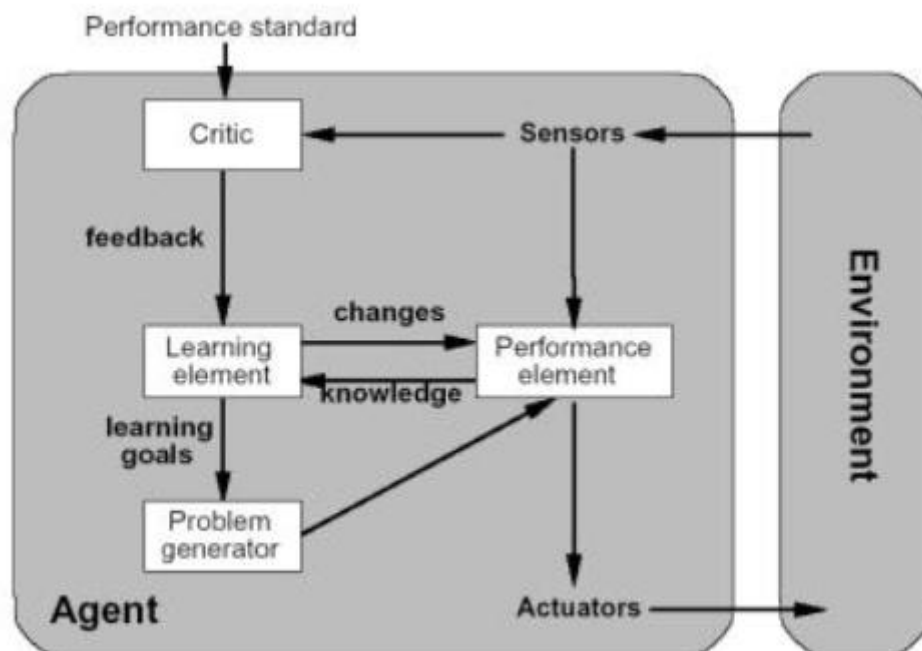 Performance standard
Critic
Sensors
feedback
changes
Learning
element
Performance
element
knowledge
learning
goals
Problem
generator
Agent
Actuators
Environment